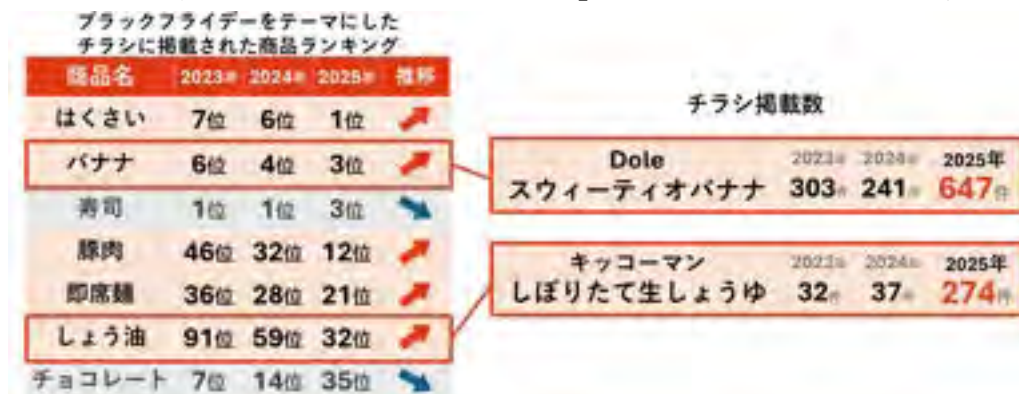 ブラックフライデーをテーマにした
チラシに掲載された商品ランキング
商品名 2023年 2024年 2025年 推移
はくさい 7位 6位 1位
バナナ 6位 4位 3位
寿司 1位 1位 3位
豚肉 46位 32位 12位
即席麺 36位 28位 21位
しょう油 91位 59位 32位
チョコレート 7位 14位 35位
チラシ掲載数
Dole 2023年 2024年 2025年
スウィーティオバナナ 303件 241件 647件
キッコーマン 2023年 2024年 2025年
しぼりたて生しょうゆ 32件 37件 274件